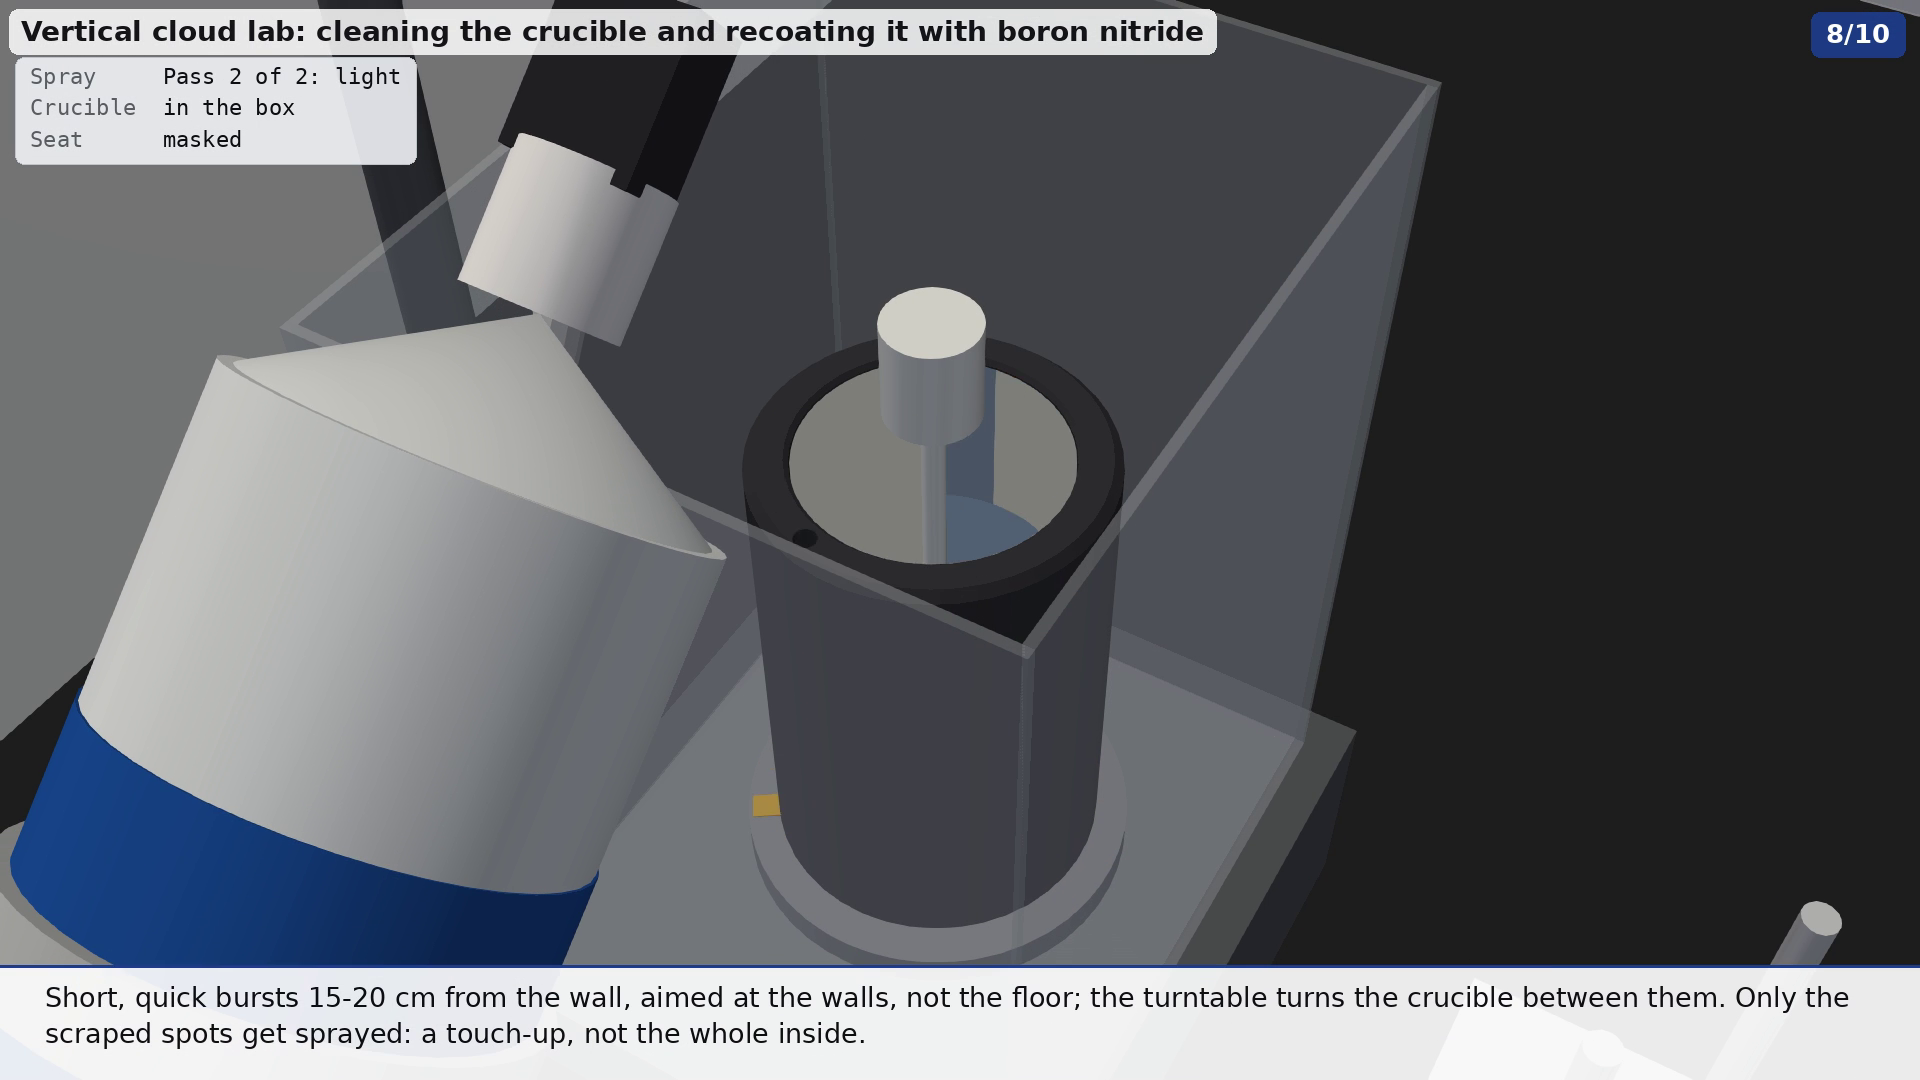 Vertical cloud lab: cleaning the crucible and recoating it with boron nitride
8/10
Spray Pass 2 of 2: light
Crucible in the box
Seat masked
Short, quick bursts 15-20 cm from the wall, aimed at the walls, not the floor; the turntable turns the crucible between them. Only the
scraped spots get sprayed: a touch-up, not the whole inside.